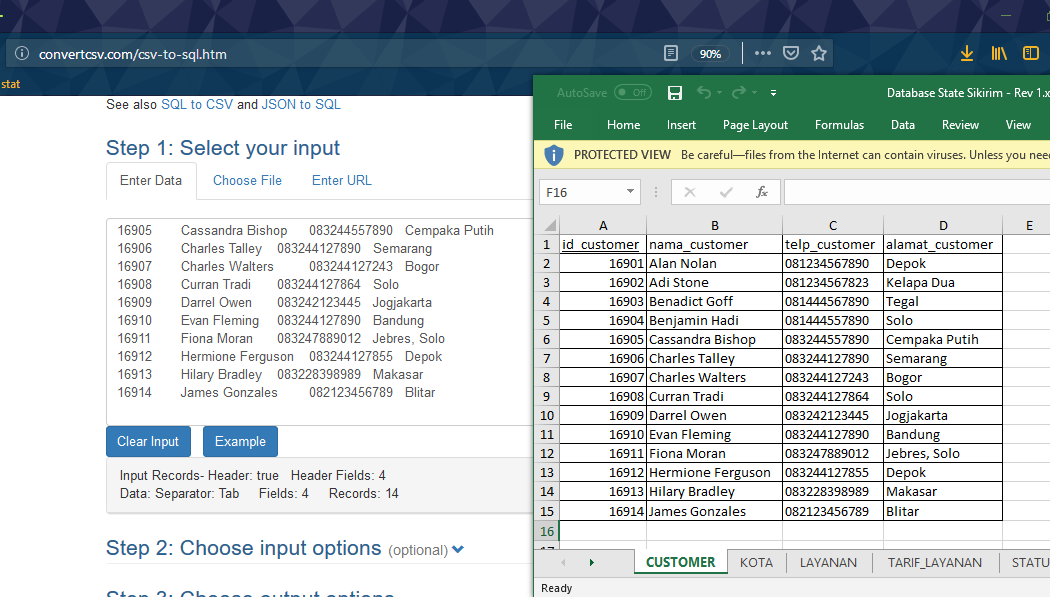 convertcsv.com/csv-to-sql.htm
90%
stat
See also SQL to CSV and JSON to SQL
Step 1: Select your input
Enter Data Choose File Enter URL
16905 Cassandra Bishop 083244557890 Cempaka Putih
16906 Charles Talley 083244127890 Semarang
16907 Charles Walters 083244127243 Bogor
16908 Curran Tradi 083244127864 Solo
16909 Darrel Owen 083242123445 Jogjakarta
16910 Evan Fleming 083244127890 Bandung
16911 Fiona Moran 083247889012 Jebres, Solo
16912 Hermione Ferguson 083244127855 Depok
16913 Hilary Bradley 083228398989 Makasar
16914 James Gonzales 082123456789 Blitar
Clear Input Example
Input Records- Header: true Header Fields: 4
Data: Separator: Tab Fields: 4 Records: 14
Step 2: Choose input options (optional)
Step 3: Choose output options
AutoSave Off Database State Sikirim - Rev 1.x
File Home Insert Page Layout Formulas Data Review View
PROTECTED VIEW Be careful—files from the Internet can contain viruses. Unless you need
F16 fx
A B C D E
1 id_customer nama_customer telp_customer alamat_customer
2 16901 Alan Nolan 081234567890 Depok
3 16902 Adi Stone 081234567823 Kelapa Dua
4 16903 Benadict Goff 081444567890 Tegal
5 16904 Benjamin Hadi 081444557890 Solo
6 16905 Cassandra Bishop 083244557890 Cempaka Putih
7 16906 Charles Talley 083244127890 Semarang
8 16907 Charles Walters 083244127243 Bogor
9 16908 Curran Tradi 083244127864 Solo
10 16909 Darrel Owen 083242123445 Jogjakarta
11 16910 Evan Fleming 083244127890 Bandung
12 16911 Fiona Moran 083247889012 Jebres, Solo
13 16912 Hermione Ferguson 083244127855 Depok
14 16913 Hilary Bradley 083228398989 Makasar
15 16914 James Gonzales 082123456789 Blitar
16
17
CUSTOMER KOTA LAYANAN TARIF_LAYANAN STATU
Ready